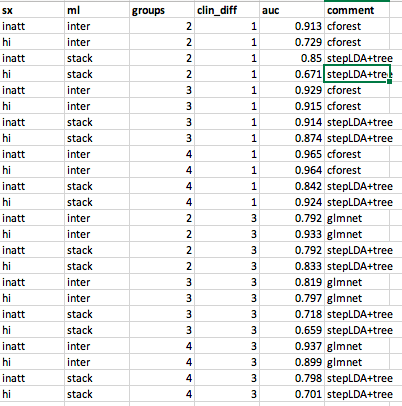 sx ml groups clin_diff auc comment
inatt inter 2 1 0.913 cforest
hi inter 2 1 0.729 cforest
inatt stack 2 1 0.85 stepLDA+tree
hi stack 2 1 0.671 stepLDA+tree
inatt inter 3 1 0.929 cforest
hi inter 3 1 0.915 cforest
inatt stack 3 1 0.914 stepLDA+tree
hi stack 3 1 0.874 stepLDA+tree
inatt inter 4 1 0.965 cforest
hi inter 4 1 0.964 cforest
inatt stack 4 1 0.842 stepLDA+tree
hi stack 4 1 0.924 stepLDA+tree
inatt inter 2 3 0.792 glmnet
hi inter 2 3 0.933 glmnet
inatt stack 2 3 0.792 stepLDA+tree
hi stack 2 3 0.833 stepLDA+tree
inatt inter 3 3 0.819 glmnet
hi inter 3 3 0.797 glmnet
inatt stack 3 3 0.718 stepLDA+tree
hi stack 3 3 0.659 stepLDA+tree
inatt inter 4 3 0.937 glmnet
hi inter 4 3 0.899 glmnet
inatt stack 4 3 0.798 stepLDA+tree
hi stack 4 3 0.701 stepLDA+tree